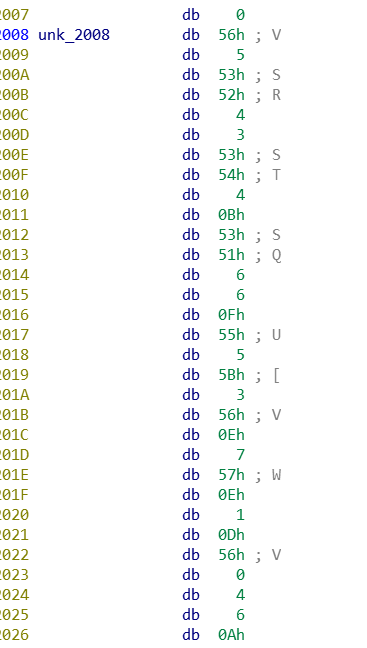 2007 db 0
2008 unk_2008 db 56h ; V
2009 db 5
200A db 53h ; S
200B db 52h ; R
200C db 4
200D db 3
200E db 53h ; S
200F db 54h ; T
2010 db 4
2011 db 0Bh
2012 db 53h ; S
2013 db 51h ; Q
2014 db 6
2015 db 6
2016 db 0Fh
2017 db 55h ; U
2018 db 5
2019 db 5Bh ; [
201A db 3
201B db 56h ; V
201C db 0Eh
201D db 7
201E db 57h ; W
201F db 0Eh
2020 db 1
2021 db 0Dh
2022 db 56h ; V
2023 db 0
2024 db 4
2025 db 6
2026 db 0Ah